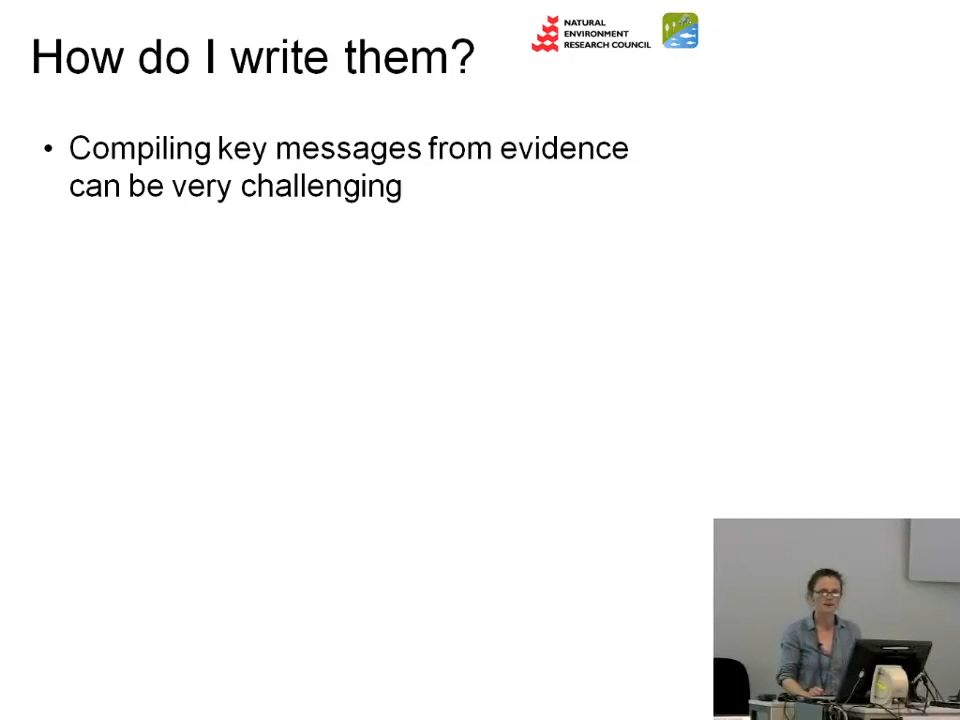 How do I write them?
NATURAL
ENVIRONMENT
RESEARCH COUNCIL
• Compiling key messages from evidence
can be very challenging